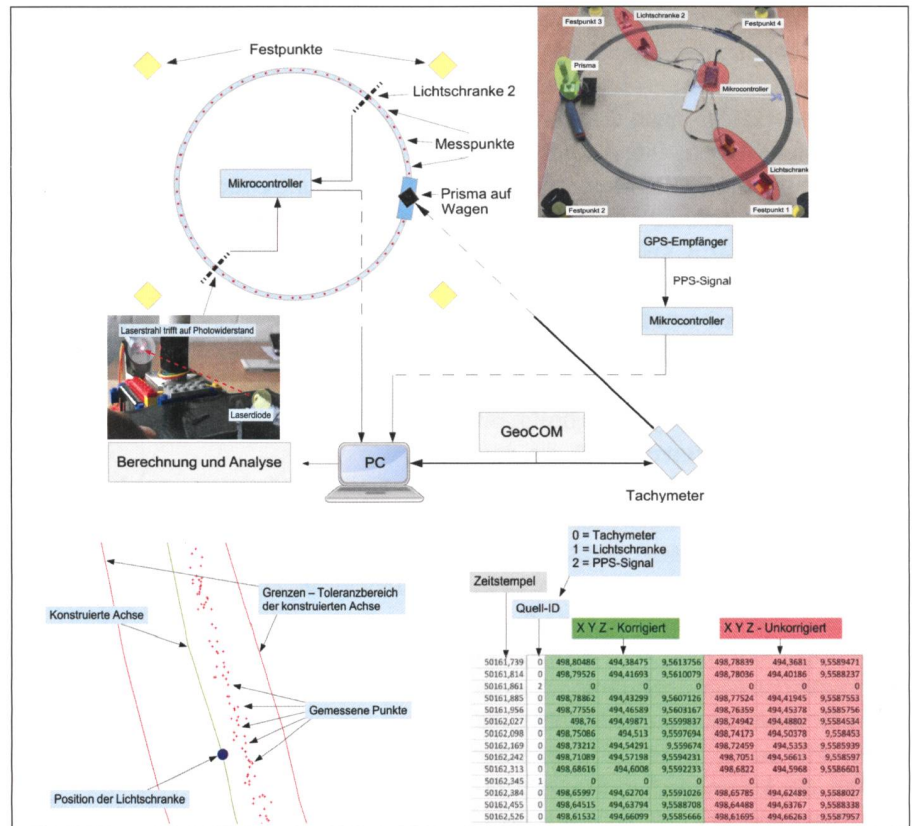 Festpunkte
Lichtschranke 2
Messpunkte
Mikrocontroller
Prisma auf
Wagen
Festpunkt 3
Lichtschranke 2
Festpunkt 4
Prisma
Mikrocontroller
Lichtschranke
Festpunkt 2
Festpunkt 1
GPS-Empfänger
PPS-Signal
Mikrocontroller
Laserstrahl trifft auf Photowiderstand
Laserdiode
Berechnung und Analyse
PC
GeoCOM
Tachymeter
Konstruierte Achse
Grenzen – Toleranzbereich
der konstruierten Achse
Gemessene Punkte
Position der Lichtschranke
0 = Tachymeter
1 = Lichtschranke
2 = PPS-Signal
Zeitstempel
Quell-ID
X Y Z - Korrigiert
X Y Z - Unkorrigiert
50161,739 0 498,80486 494,38475 9,5613756 498,78839 494,3681 9,5589471
50161,814 0 498,79526 494,41693 9,5610079 498,78036 494,40186 9,5588237
50161,861 2 0 0 0 0 0 0
50161,885 0 498,78862 494,43299 9,5607126 498,77524 494,41945 9,5587553
50161,956 0 498,77556 494,46589 9,5603167 498,76359 494,45378 9,5585756
50162,027 0 498,76 494,49871 9,5599837 498,74942 494,48802 9,5584534
50162,098 0 498,75086 494,513 9,5597694 498,74173 494,50378 9,558453
50162,169 0 498,73212 494,54291 9,559674 498,72459 494,5353 9,5585939
50162,242 0 498,71089 494,57198 9,5594231 498,7051 494,56613 9,558597
50162,313 0 498,68616 494,6008 9,5592233 498,6822 494,5968 9,5586601
50162,345 1 0 0 0 0 0 0
50162,384 0 498,65997 494,62704 9,5591026 498,65785 494,62489 9,5588027
50162,455 0 498,64515 494,63794 9,5588708 498,64488 494,63767 9,5588338
50162,526 0 498,61532 494,66099 9,5585666 498,61695 494,66263 9,5587957